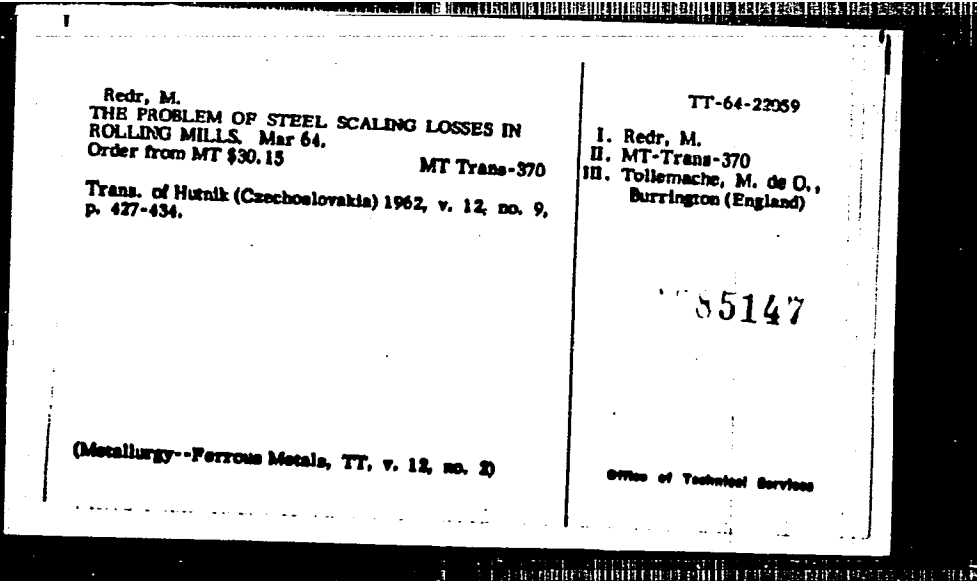 Redr, M.
THE PROBLEM OF STEEL SCALING LOSSES IN
ROLLING MILLS. Mar 64.
Order from MT $30.15 MT Trans-370
Trans. of Hutnik (Czechoslovakia) 1962, v. 12, no. 9,
p. 427-434.
(Metallurgy--Ferrous Metals, TT, v. 12, no. 2)
TT-64-22059
I. Redr, M.
II. MT-Trans-370
III. Tollemache, M. de O.,
Burrington (England)
85147
Office of Technical Services